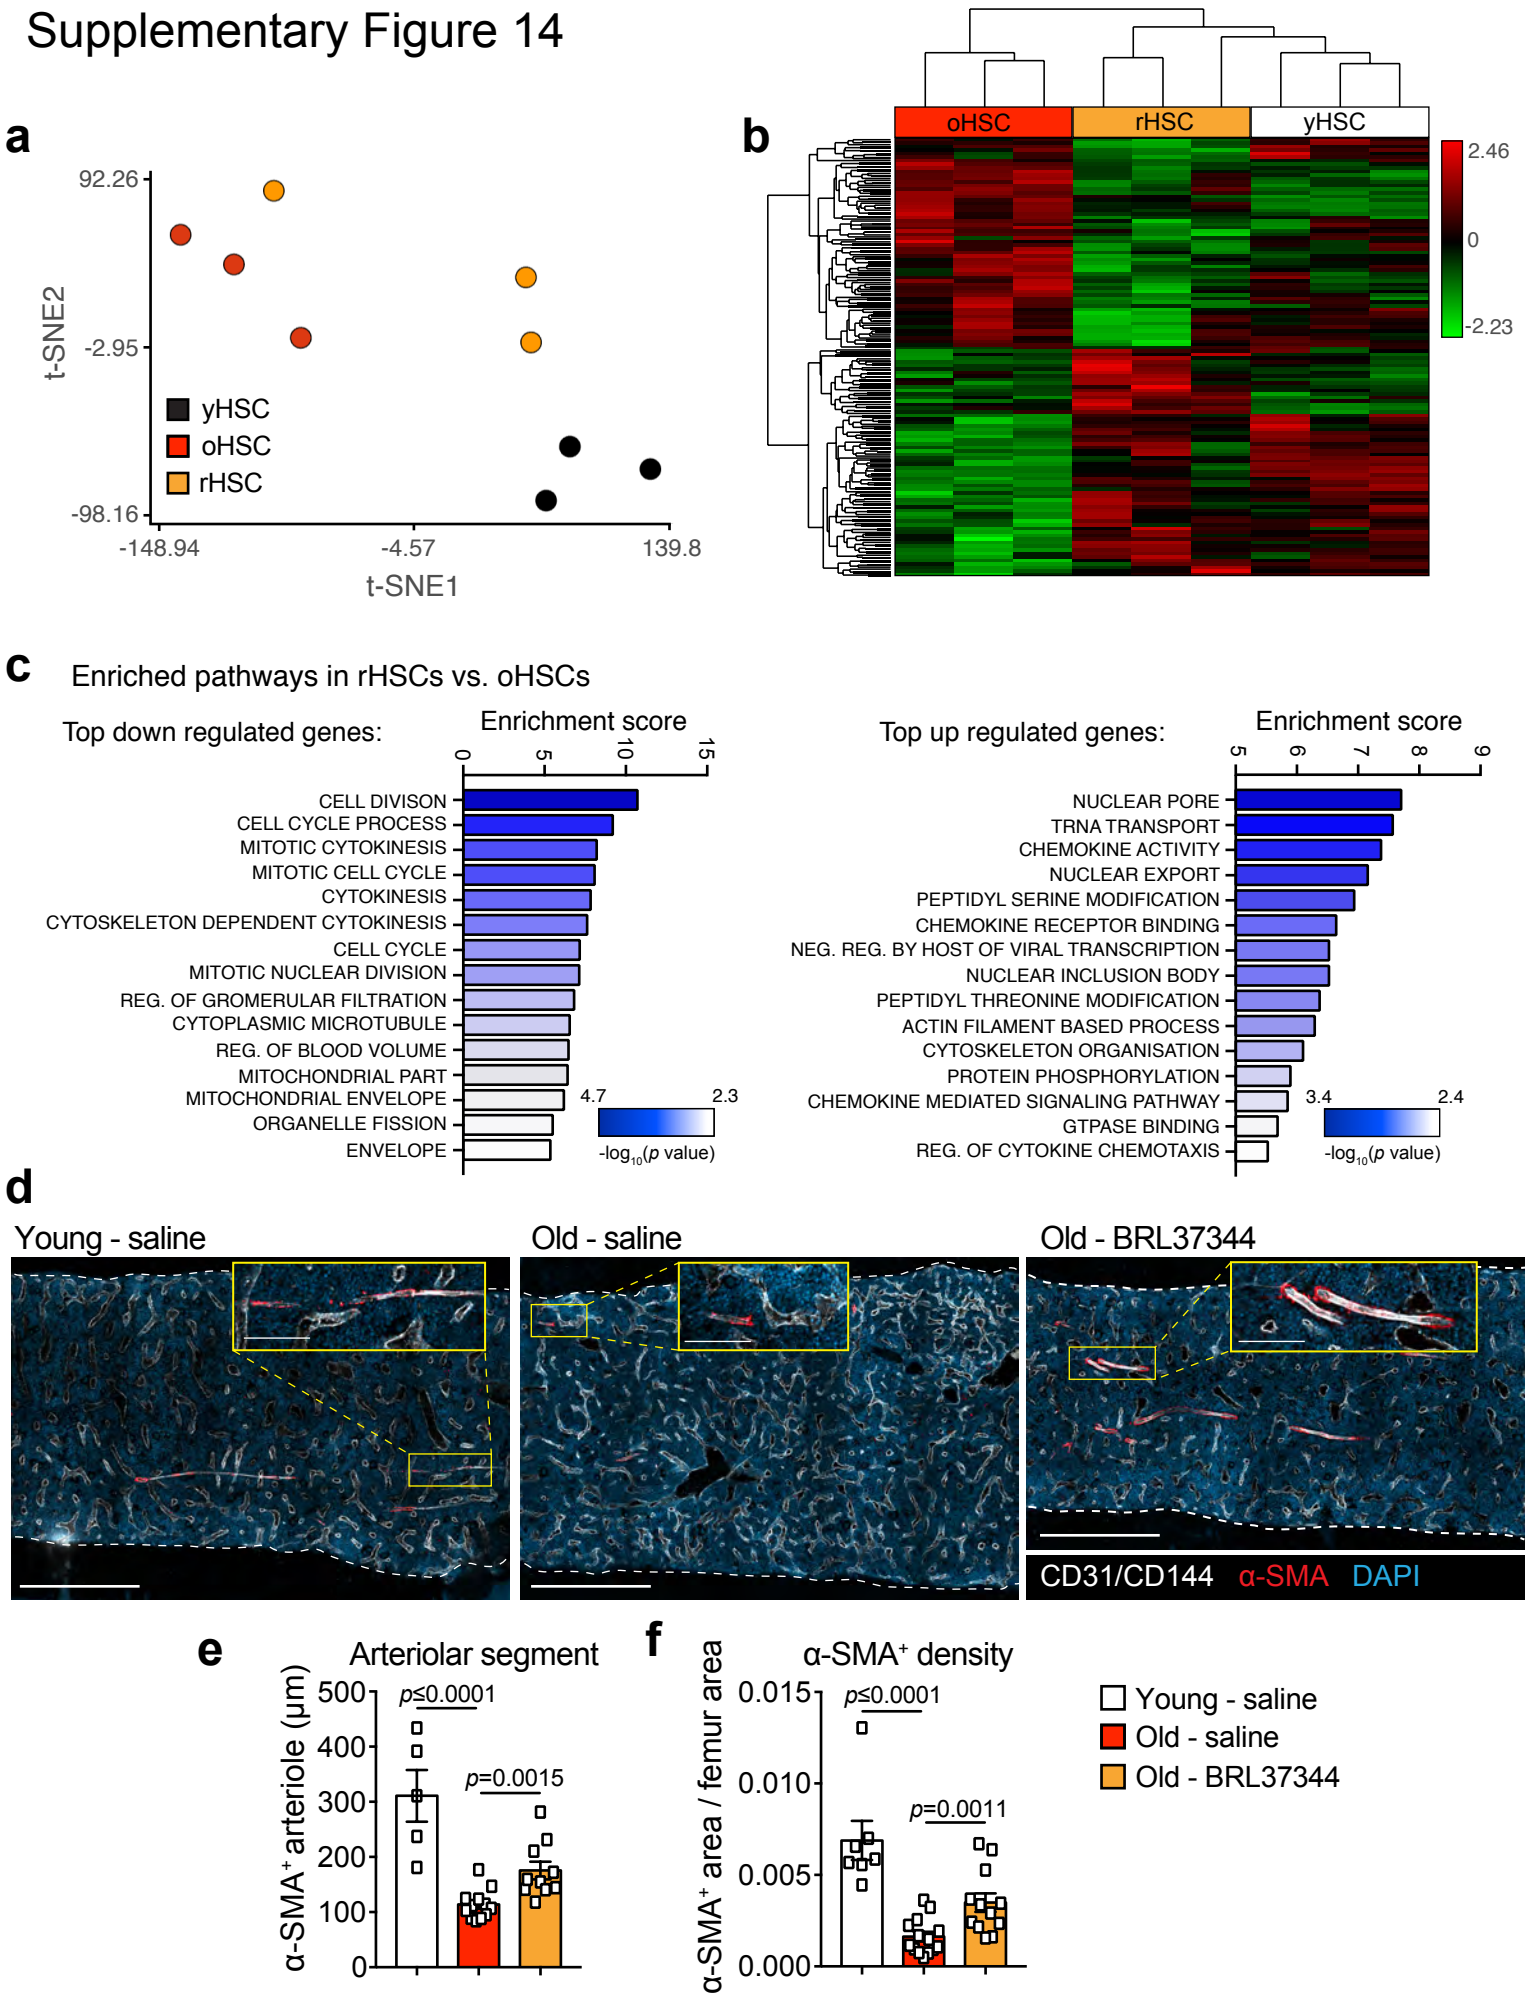 Supplementary Figure 14
a
92.26
-2.95
-98.16
t-SNE2
yHSC
oHSC
rHSC
-148.94
-4.57
139.8
t-SNE1
b
oHSC
rHSC
yHSC
2.46
0
-2.23
c
Enriched pathways in rHSCs vs. oHSCs
Top down regulated genes:
Enrichment score
0
5
10
15
CELL DIVISON
CELL CYCLE PROCESS
MITOTIC CYTOKINESIS
MITOTIC CELL CYCLE
CYTOKINESIS
CYTOSKELETON DEPENDENT CYTOKINESIS
CELL CYCLE
MITOTIC NUCLEAR DIVISION
REG. OF GROMERULAR FILTRATION
CYTOPLASMIC MICROTUBULE
REG. OF BLOOD VOLUME
MITOCHONDRIAL PART
MITOCHONDRIAL ENVELOPE
ORGANELLE FISSION
ENVELOPE
4.7
2.3
-log10(p value)
Top up regulated genes:
Enrichment score
5
6
7
8
9
NUCLEAR PORE
TRNA TRANSPORT
CHEMOKINE ACTIVITY
NUCLEAR EXPORT
PEPTIDYL SERINE MODIFICATION
CHEMOKINE RECEPTOR BINDING
NEG. REG. BY HOST OF VIRAL TRANSCRIPTION
NUCLEAR INCLUSION BODY
PEPTIDYL THREONINE MODIFICATION
ACTIN FILAMENT BASED PROCESS
CYTOSKELETON ORGANISATION
PROTEIN PHOSPHORYLATION
CHEMOKINE MEDIATED SIGNALING PATHWAY
GTPASE BINDING
REG. OF CYTOKINE CHEMOTAXIS
3.4
2.4
-log10(p value)
d
Young - saline
Old - saline
Old - BRL37344
CD31/CD144 α-SMA DAPI
e
Arteriolar segment
α-SMA+ arteriole (μm)
500
400
300
200
100
0
p≤0.0001
p=0.0015
f
α-SMA+ density
α-SMA+ area / femur area
0.015
0.010
0.005
0.000
p≤0.0001
p=0.0011
Young - saline
Old - saline
Old - BRL37344